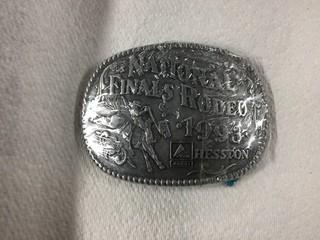 NATIONAL
FINALS RODEO
1993
HESSTON